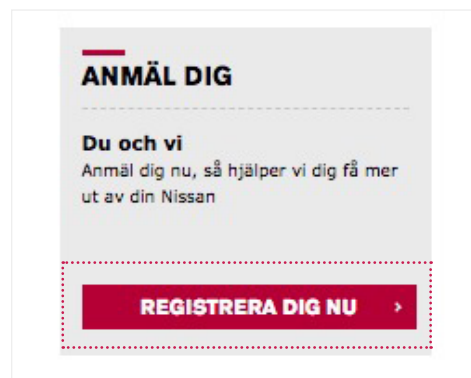 ANMÄL DIG
Du och vi
Anmäl dig nu, så hjälper vi dig få mer
ut av din Nissan
REGISTRERA DIG NU ›